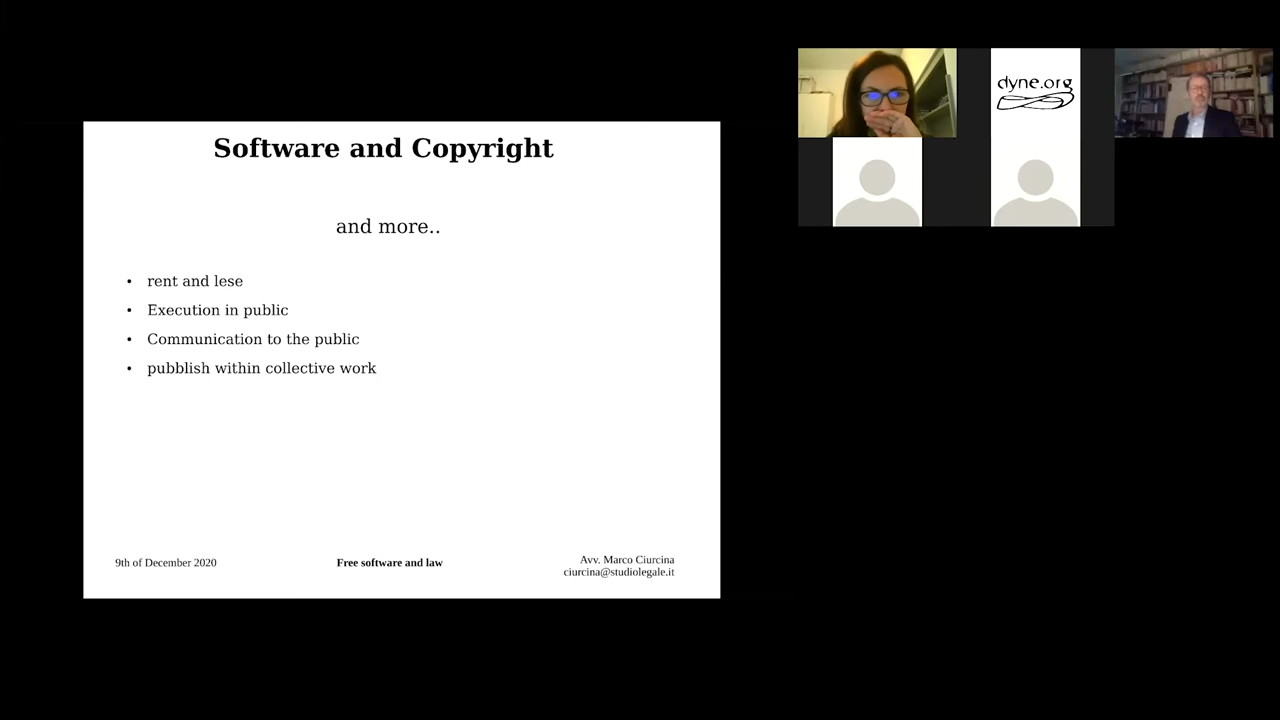 Software and Copyright
and more..
• rent and lese
• Execution in public
• Communication to the public
• pubblish within collective work
9th of December 2020
Free software and law
Avv. Marco Ciurcina
ciurcina@studiolegale.it
dyne.org